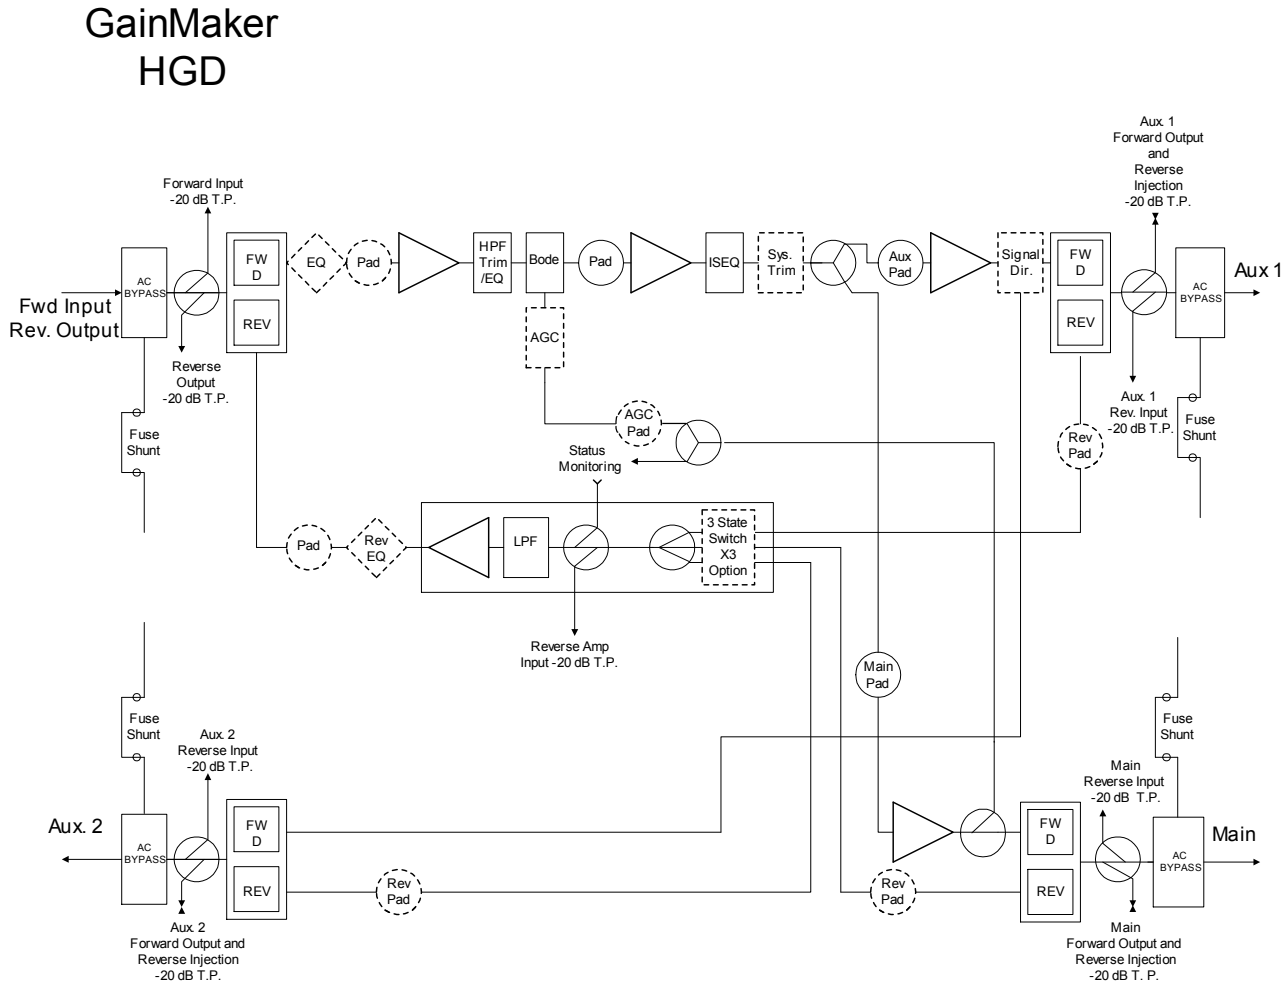 GainMaker
HGD
Forward Input
-20 dB T.P.
Fwd Input
Rev. Output
AC
BYPASS
Reverse
Output
-20 dB T.P.
FW
D
REV
EQ
Pad
HPF
Trim
/EQ
Bode
AGC
Pad
ISEQ
Sys.
Trim
Aux
Pad
Signal
Dir.
FW
D
REV
Aux. 1
Forward Output
and
Reverse
Injection
-20 dB T.P.
AC
BYPASS
Aux 1
Aux. 1
Rev. Input
-20 dB T.P.
Fuse
Shunt
Fuse
Shunt
Rev
Pad
AGC
Pad
Status
Monitoring
Pad
Rev
EQ
LPF
3 State
Switch
X3
Option
Reverse Amp
Input -20 dB T.P.
Main
Pad
Fuse
Shunt
Aux. 2
Reverse Input
-20 dB T.P.
Aux. 2
AC
BYPASS
FW
D
REV
Rev
Pad
Aux. 2
Forward Output and
Reverse Injection
-20 dB T.P.
Fuse
Shunt
Main
Reverse Input
-20 dB  T.P.
FW
D
REV
Rev
Pad
AC
BYPASS
Main
Main
Forward Output and
Reverse Injection
-20 dB T. P.